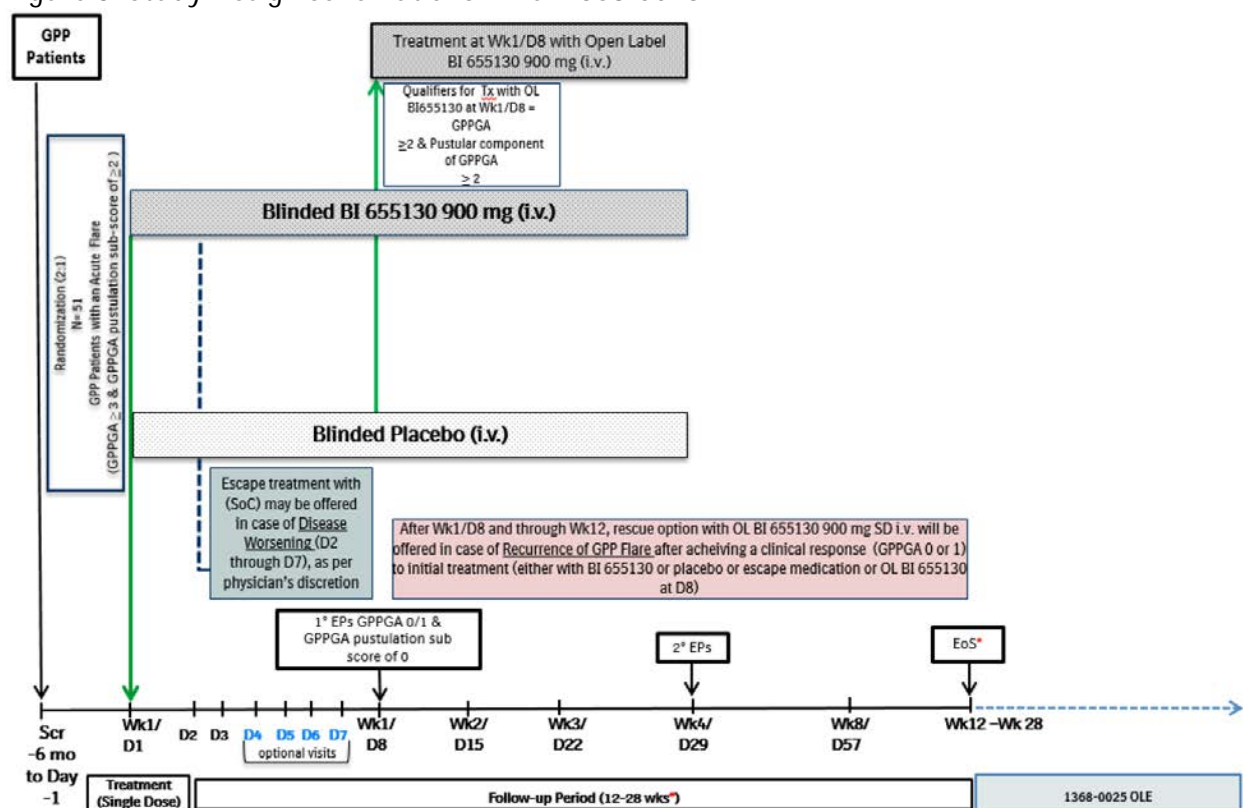 GPP
Patients
Treatment at Wk1/D8 with Open Label
BI 655130 900 mg (i.v.)
Qualifiers for Tx with OL
BI655130 at Wk1/D8 =
GPPGA
≥2 & Pustular component
of GPPGA
≥ 2
Randomization (2:1)
N= 51
GPP Patients with an Acute Flare
(GPPGA ≥ 3 & GPPGA pustulation sub-score of ≥2 )
Blinded BI 655130 900 mg (i.v.)
Blinded Placebo (i.v.)
Escape treatment with
(SoC) may be offered
in case of Disease
Worsening (D2
through D7), as per
physician's discretion
After Wk1/D8 and through Wk12, rescue option with OL BI 655130 900 mg SD i.v. will be
offered in case of Recurrence of GPP Flare after acheiving a clinical response (GPPGA 0 or 1)
to initial treatment (either with BI 655130 or placebo or escape medication or OL BI 655130
at D8)
1° EPs GPPGA 0/1 &
GPPGA pustulation sub
score of 0
2° EPs
EoS*
Scr
-6 mo
to Day
-1
Wk1/
D1
D2
D3
D4
D5
D6
D7
optional visits
Wk1/
D8
Wk2/
D15
Wk3/
D22
Wk4/
D29
Wk8/
D57
Wk12 –Wk 28
Treatment
(Single Dose)
Follow-up Period (12-28 wks*)
1368-0025 OLE